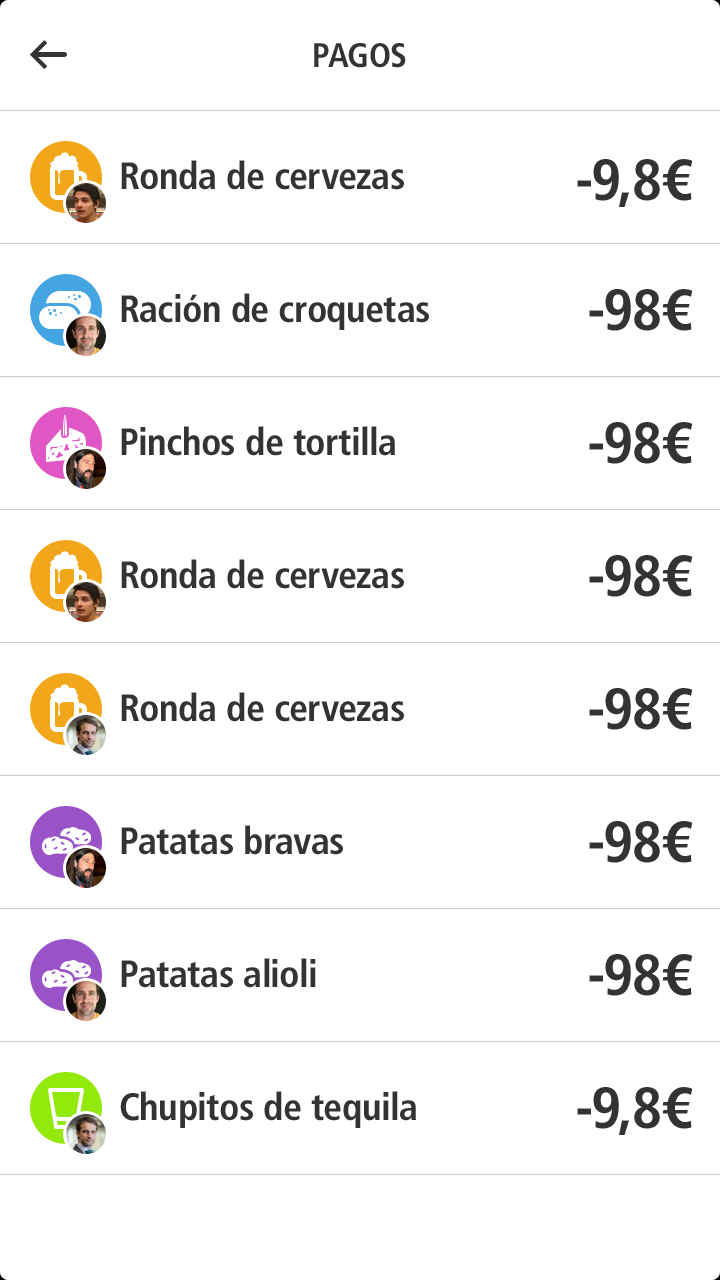 PAGOS
Ronda de cervezas -9,8€
Ración de croquetas -98€
Pinchos de tortilla -98€
Ronda de cervezas -98€
Ronda de cervezas -98€
Patatas bravas -98€
Patatas alioli -98€
Chupitos de tequila -9,8€